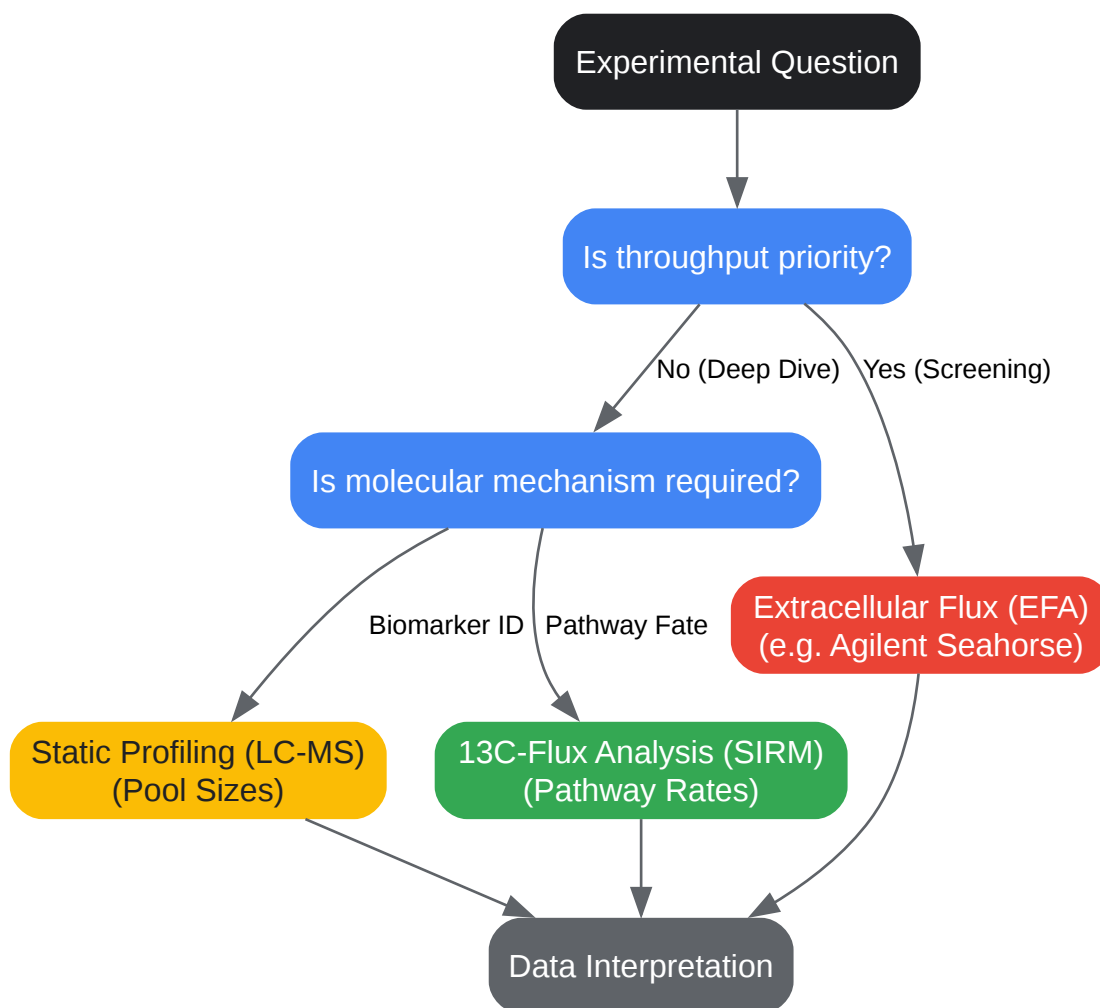 Experimental Question
Is throughput priority?
No (Deep Dive)
Yes (Screening)
Is molecular mechanism required?
Extracellular Flux (EFA)
(e.g. Agilent Seahorse)
Biomarker ID
Pathway Fate
Static Profiling (LC-MS)
(Pool Sizes)
13C-Flux Analysis (SIRM)
(Pathway Rates)
Data Interpretation